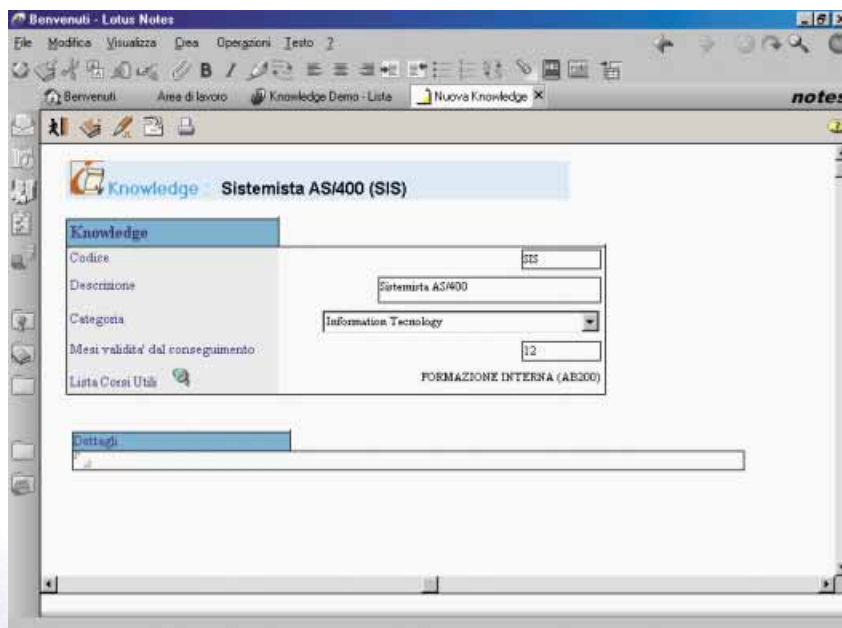 Benvenuti - Lotus Notes
File Modifica Visualizza Crea Operazioni Testo ?
Benvenuti Area di lavoro Knowledge Demo - Lista Nuova Knowledge
notes
Knowledge : Sistemista AS/400 (SIS)
Knowledge
Codice SIS
Descrizione Sistemista AS/400
Categoria Information Tecnology
Mesi validita' dal conseguimento 12
Lista Corsi Utili FORMAZIONE INTERNA (AB200)
Dettagli